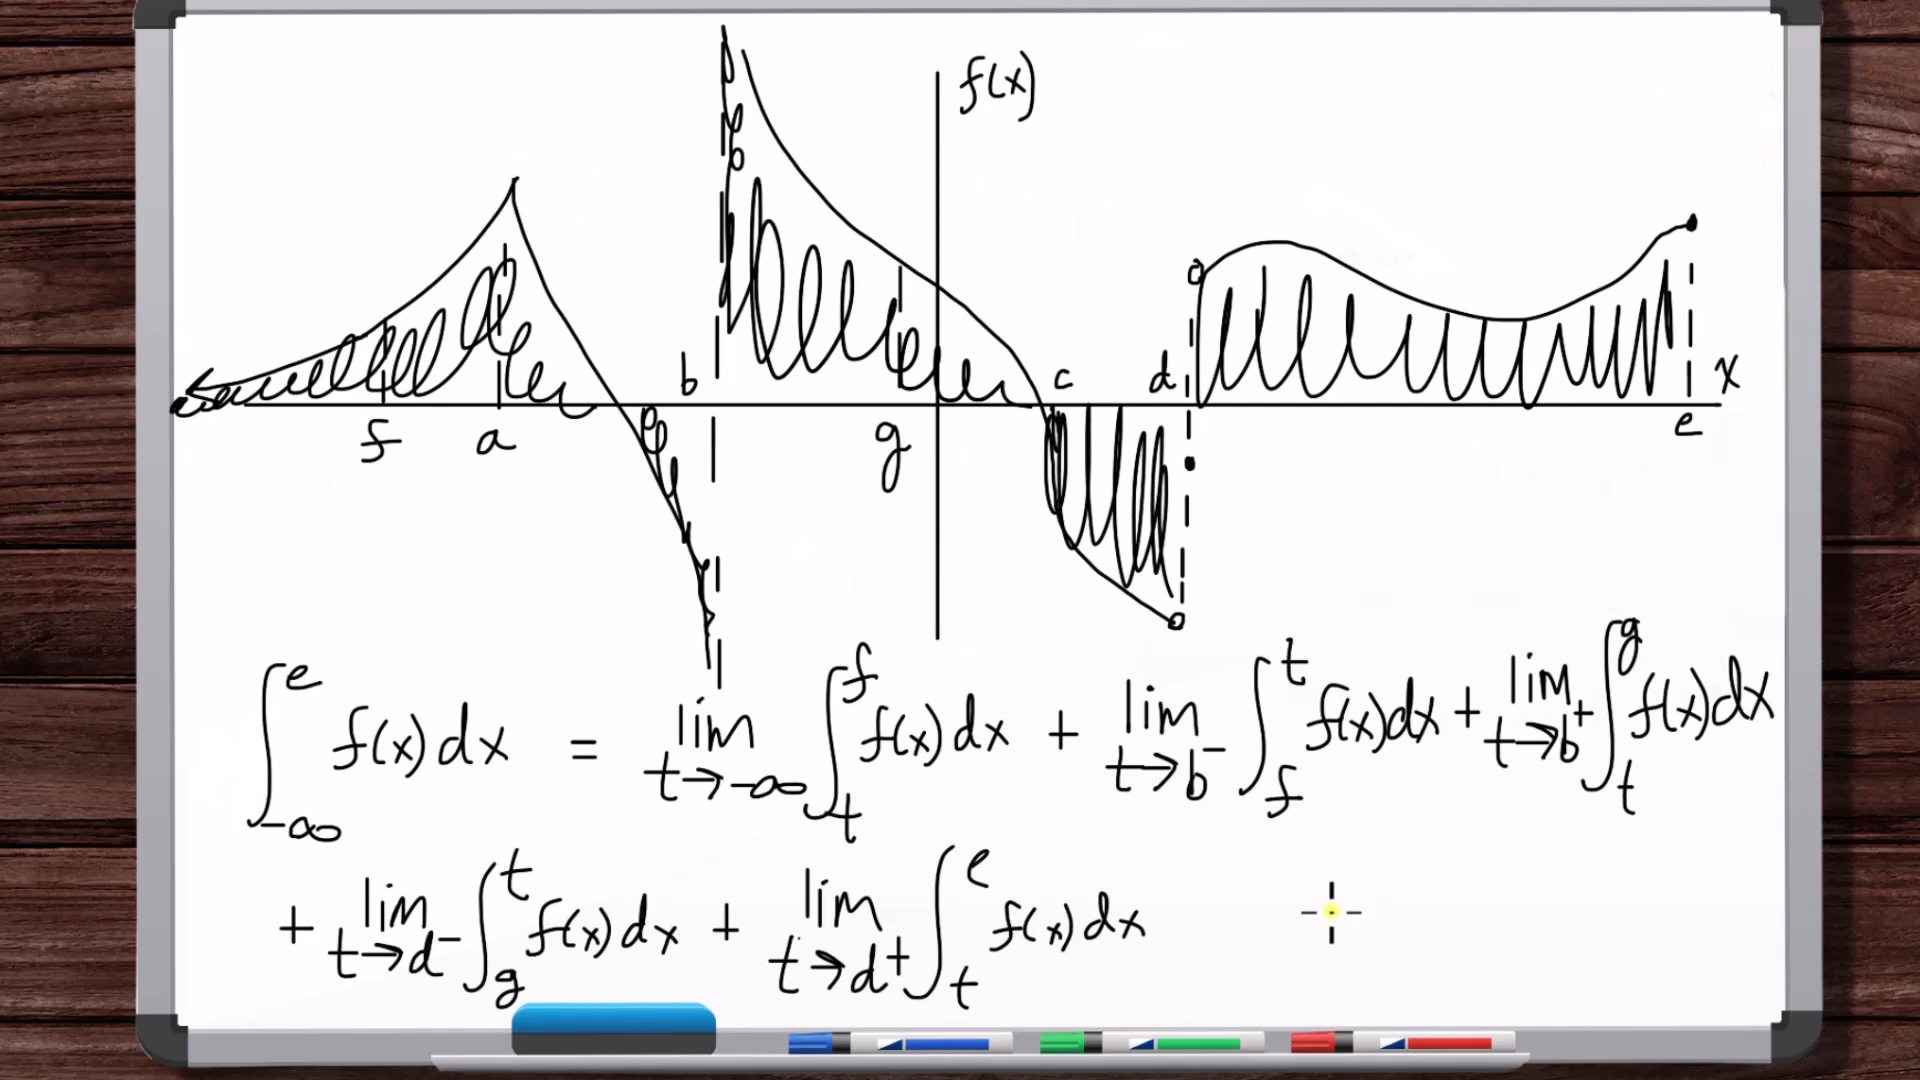 f(x)
b c d x
f a g e
∫_{-∞}^{e} f(x) dx = lim_{t→-∞} ∫_{t}^{f} f(x) dx + lim_{t→b^-} ∫_{f}^{t} f(x)dx + lim_{t→b^+} ∫_{t}^{g} f(x)dx
+ lim_{t→d^-} ∫_{g}^{t} f(x) dx + lim_{t→d^+} ∫_{t}^{e} f(x) dx